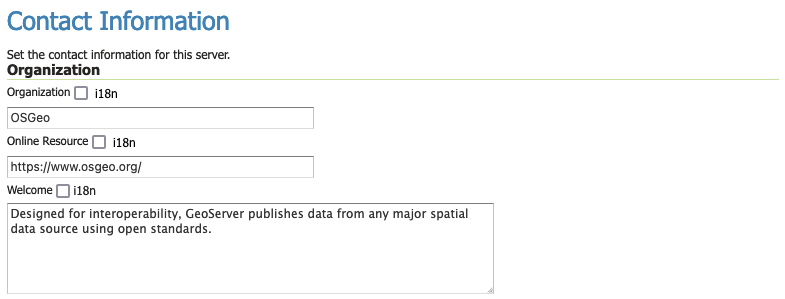 Contact Information
Set the contact information for this server.
Organization
Organization i18n
OSGeo
Online Resource i18n
https://www.osgeo.org/
Welcome i18n
Designed for interoperability, GeoServer publishes data from any major spatial
data source using open standards.